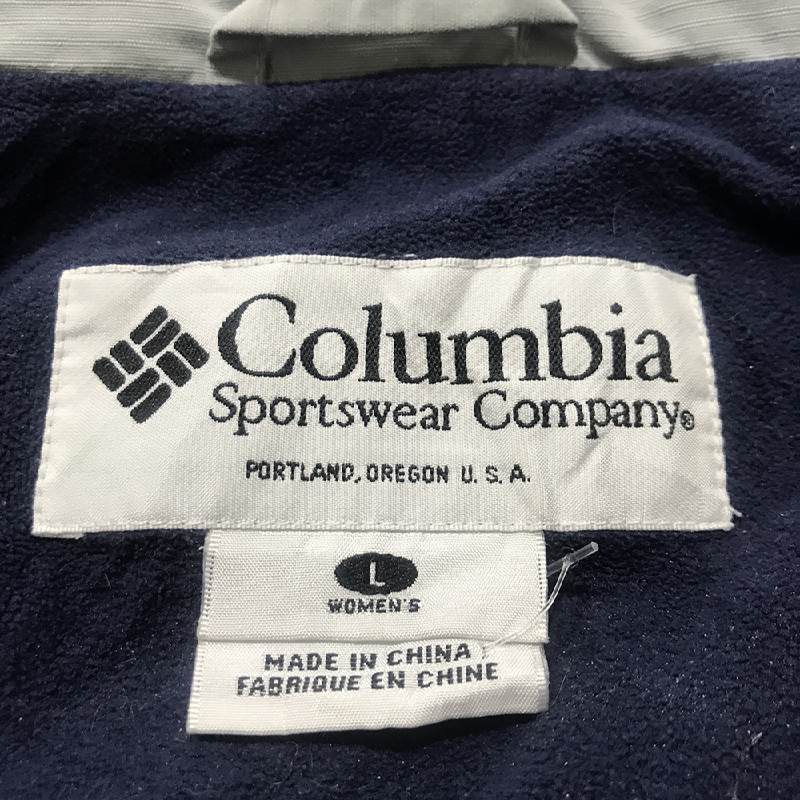 Columbia
Sportswear Company®
PORTLAND, OREGON U.S.A.
L
WOMEN'S
MADE IN CHINA
FABRIQUE EN CHINE